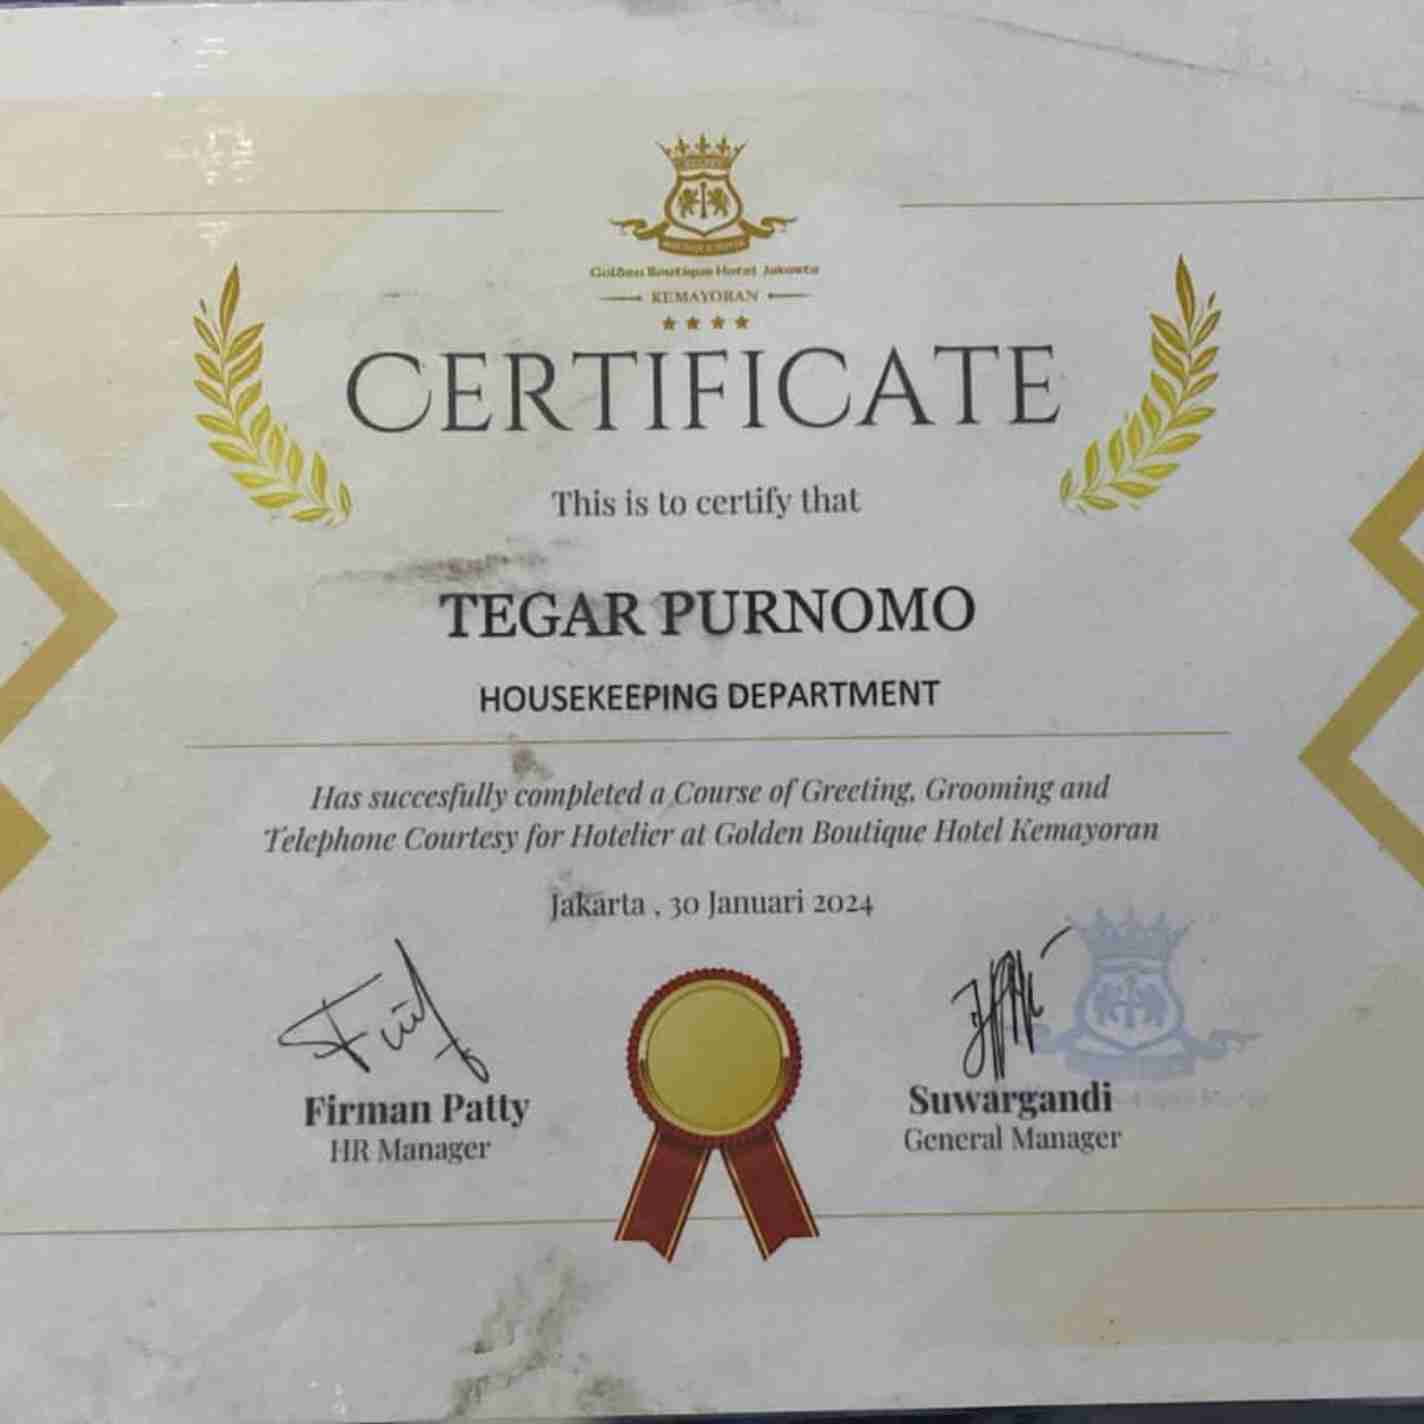 Golden Boutique Hotel Jakarta
KEMAYORAN
CERTIFICATE
This is to certify that
TEGAR PURNOMO
HOUSEKEEPING DEPARTMENT
Has succesfully completed a Course of Greeting, Grooming and
Telephone Courtesy for Hotelier at Golden Boutique Hotel Kemayoran
Jakarta , 30 Januari 2024
Firman Patty
HR Manager
Suwargandi
General Manager